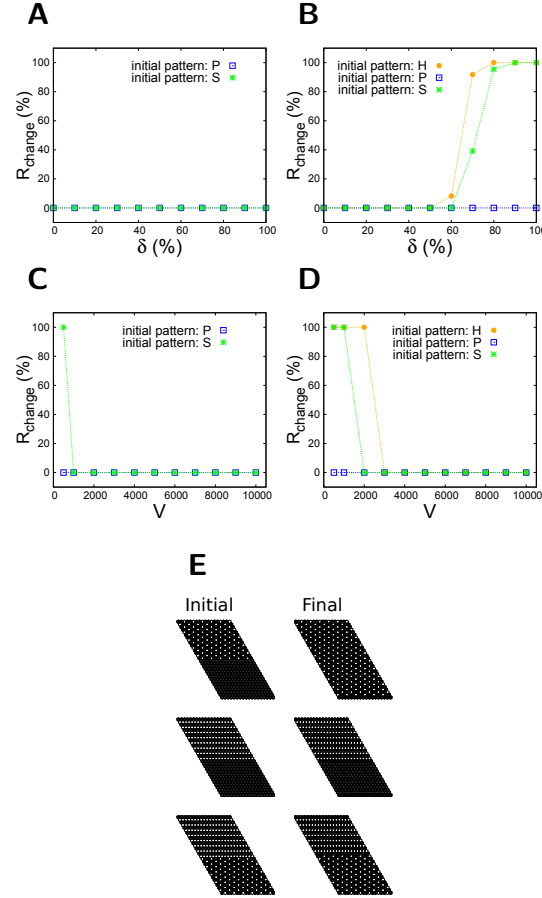 A
B
initial pattern: P
initial pattern: S
initial pattern: H
initial pattern: P
initial pattern: S
R_change (%)
100
80
60
40
20
0
0 20 40 60 80 100
δ (%)
R_change (%)
100
80
60
40
20
0
0 20 40 60 80 100
δ (%)
C
D
initial pattern: P
initial pattern: S
initial pattern: H
initial pattern: P
initial pattern: S
R_change (%)
100
80
60
40
20
0
0 2000 4000 6000 8000 10000
V
R_change (%)
100
80
60
40
20
0
0 2000 4000 6000 8000 10000
V
E
Initial Final